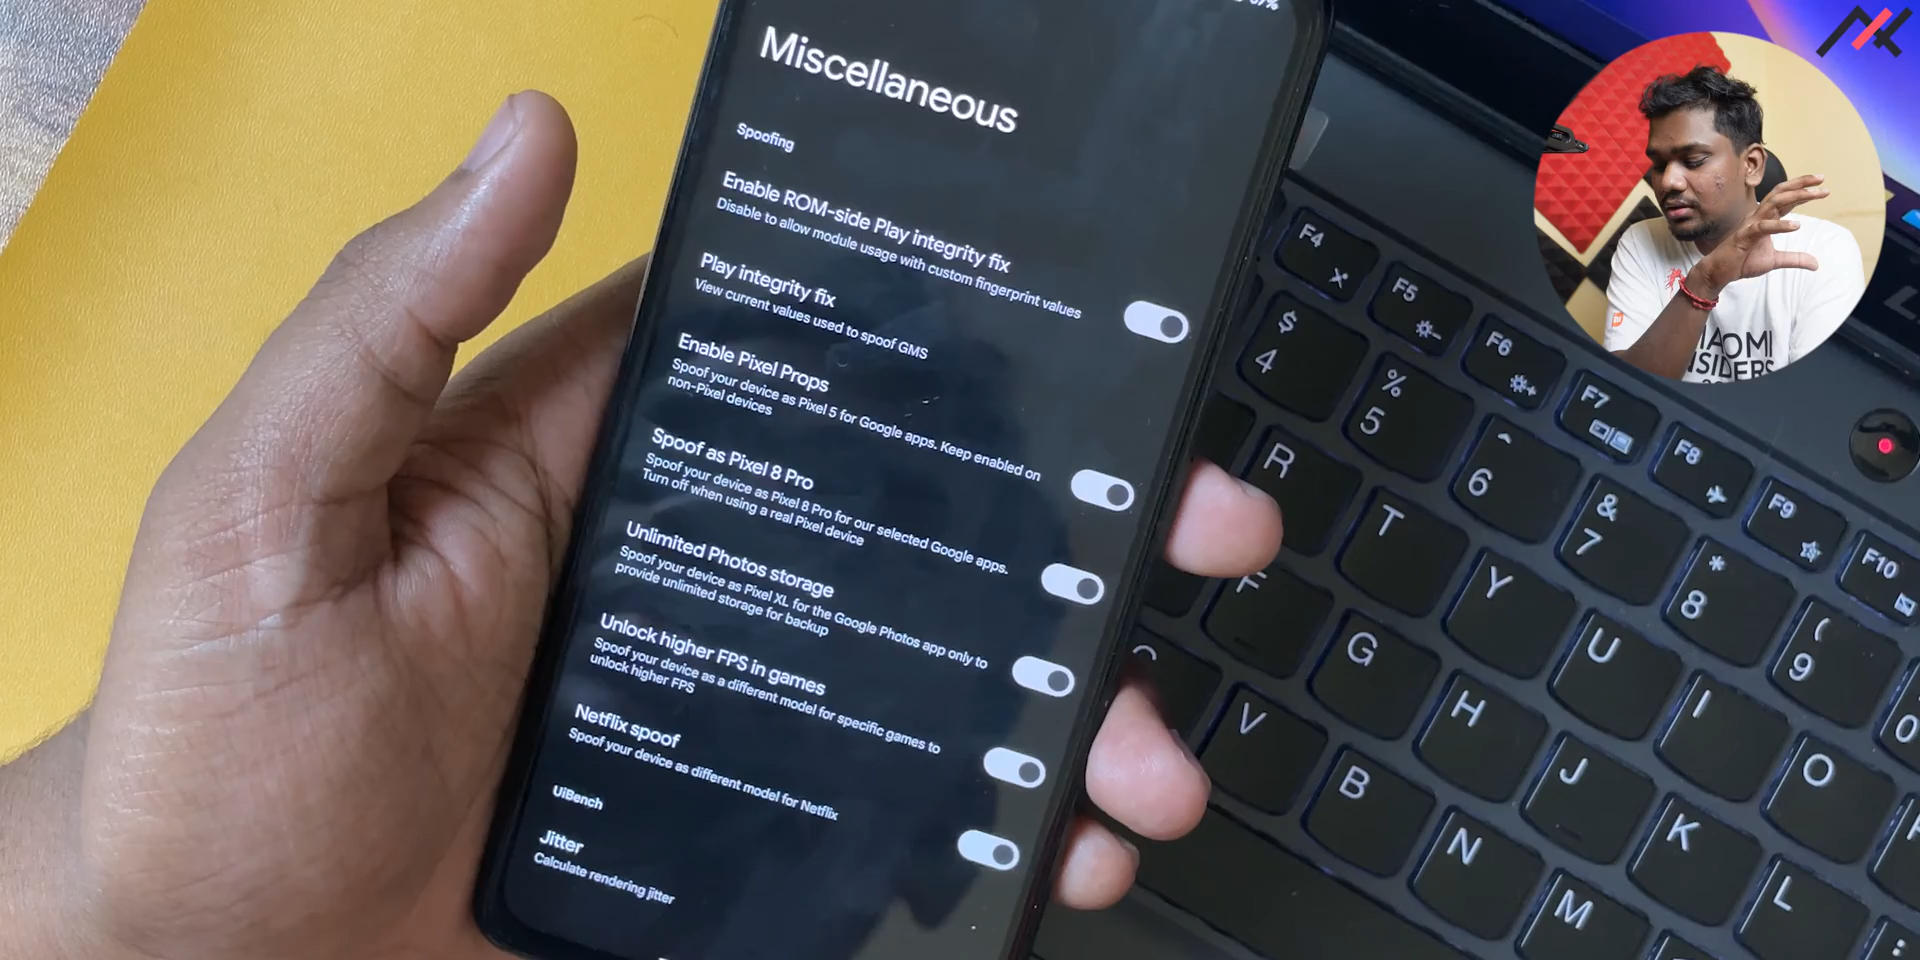 67%
Miscellaneous
Spoofing
Enable ROM-side Play integrity fix
Disable to allow module usage with custom fingerprint values
Play integrity fix
View current values used to spoof GMS
Enable Pixel Props
Spoof your device as Pixel 5 for Google apps. Keep enabled on
non-Pixel devices
Spoof as Pixel 8 Pro
Spoof your device as Pixel 8 Pro for our selected Google apps.
Turn off when using a real Pixel device
Unlimited Photos storage
Spoof your device as Pixel XL for the Google Photos app only to
provide unlimited storage for backup
Unlock higher FPS in games
Spoof your device as a different model for specific games to
unlock higher FPS
Netflix spoof
Spoof your device as different model for Netflix
UiBench
Jitter
Calculate rendering jitter
F4
F5
F6
F7
F8
F9
F10
$
4
%
5
^
6
&
7
*
8
(
9
0
R
T
Y
U
I
O
F
G
H
J
K
L
:
V
B
N
M